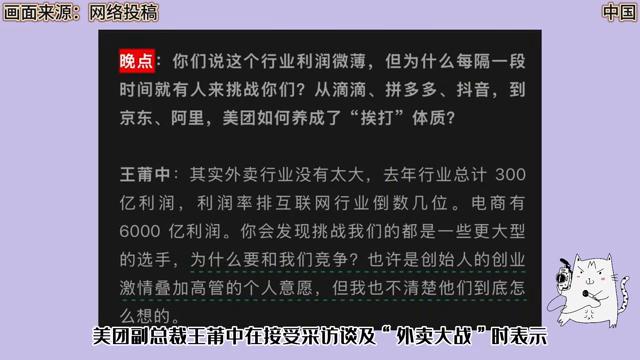 画面来源：网络投稿
中国
晚点：你们说这个行业利润微薄，但为什么每隔一段
时间就有人来挑战你们？从滴滴、拼多多、抖音，到
京东、阿里，美团如何养成了“挨打”体质？
王莆中：其实外卖行业没有太大，去年行业总计 300
亿利润，利润率排互联网行业倒数几位。电商有
6000 亿利润。你会发现挑战我们的都是一些更大型
的选手，为什么要和我们竞争？也许是创始人的创业
激情叠加高管的个人意愿，但我也不清楚他们到底怎
么想的。
美团副总裁王莆中在接受采访谈及“外卖大战”时表示